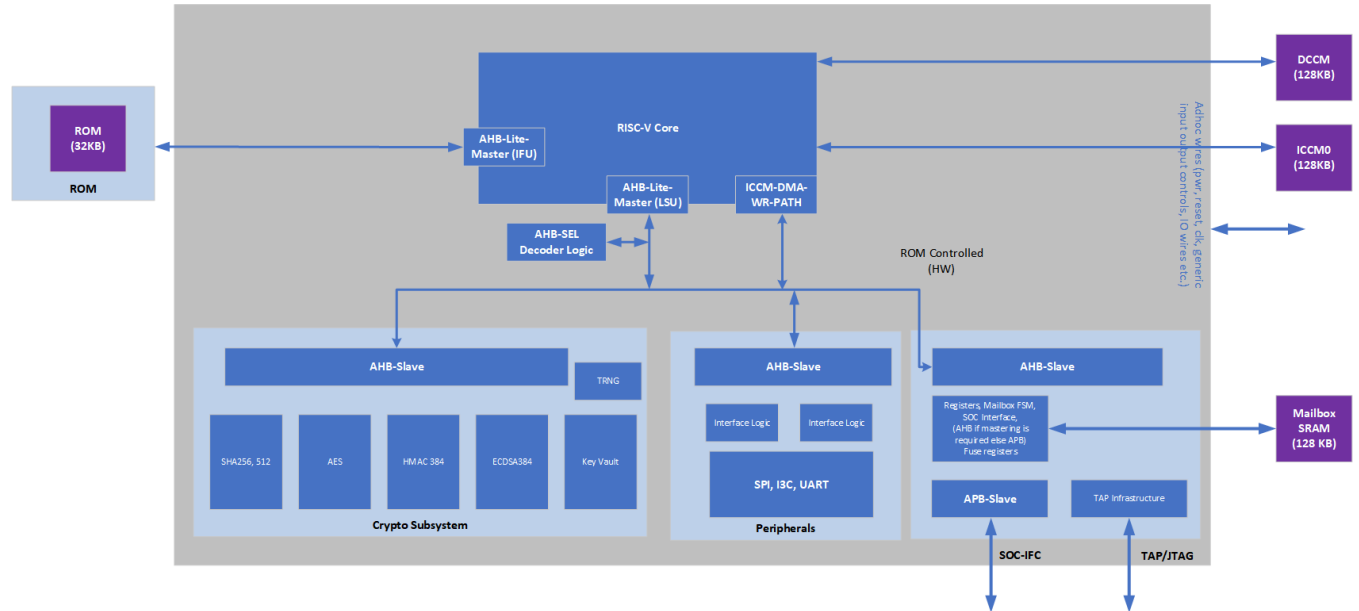 DCCM
(128KB)
RISC-V Core
ROM
(32KB)
ROM
AHB-Lite-
Master (IFU)
ICCM0
(128KB)
Adhoc wires (pwr, reset, clk, generic
input output controls, IO wires etc.)
AHB-Lite-
Master (LSU)
ICCM-DMA-
WR-PATH
AHB-SEL
Decoder Logic
ROM Controlled
(HW)
AHB-Slave
TRNG
SHA256, 512
AES
HMAC 384
ECDSA384
Key Vault
Crypto Subsystem
AHB-Slave
Interface Logic
Interface Logic
SPI, I3C, UART
Peripherals
AHB-Slave
Registers, Mailbox FSM,
SOC Interface,
(AHB if mastering is
required else APB)
Fuse registers
Mailbox
SRAM
(128 KB)
APB-Slave
TAP Infrastructure
SOC-IFC
TAP/JTAG